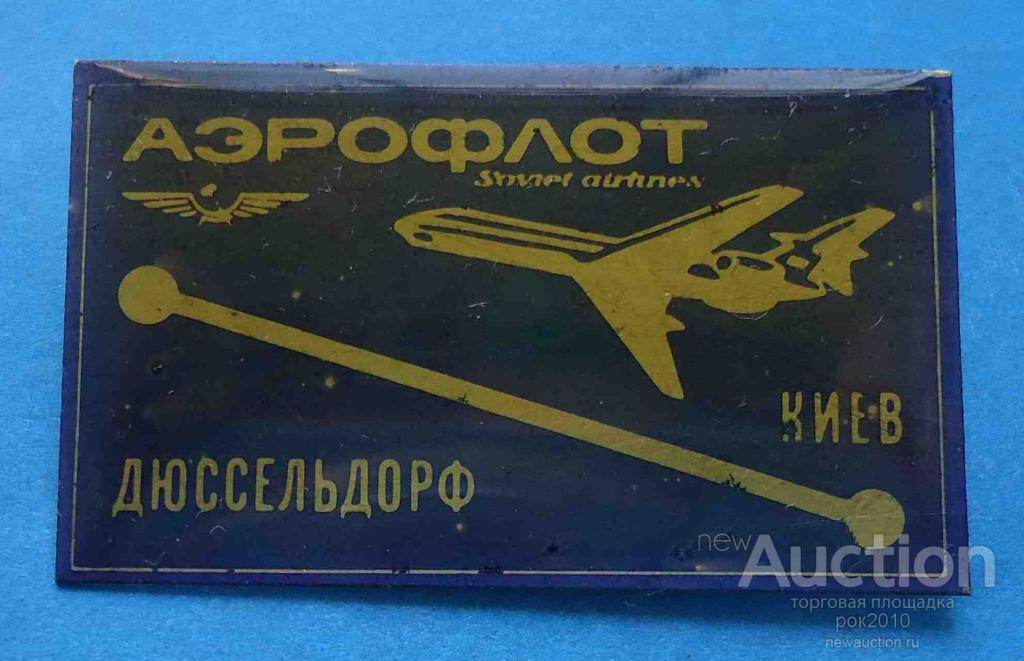 АЭРОФЛОТ
Soviet airlines
КИЕВ
ДЮССЕЛЬДОРФ
newAuction
торговая площадка
рок2010
newauction.ru